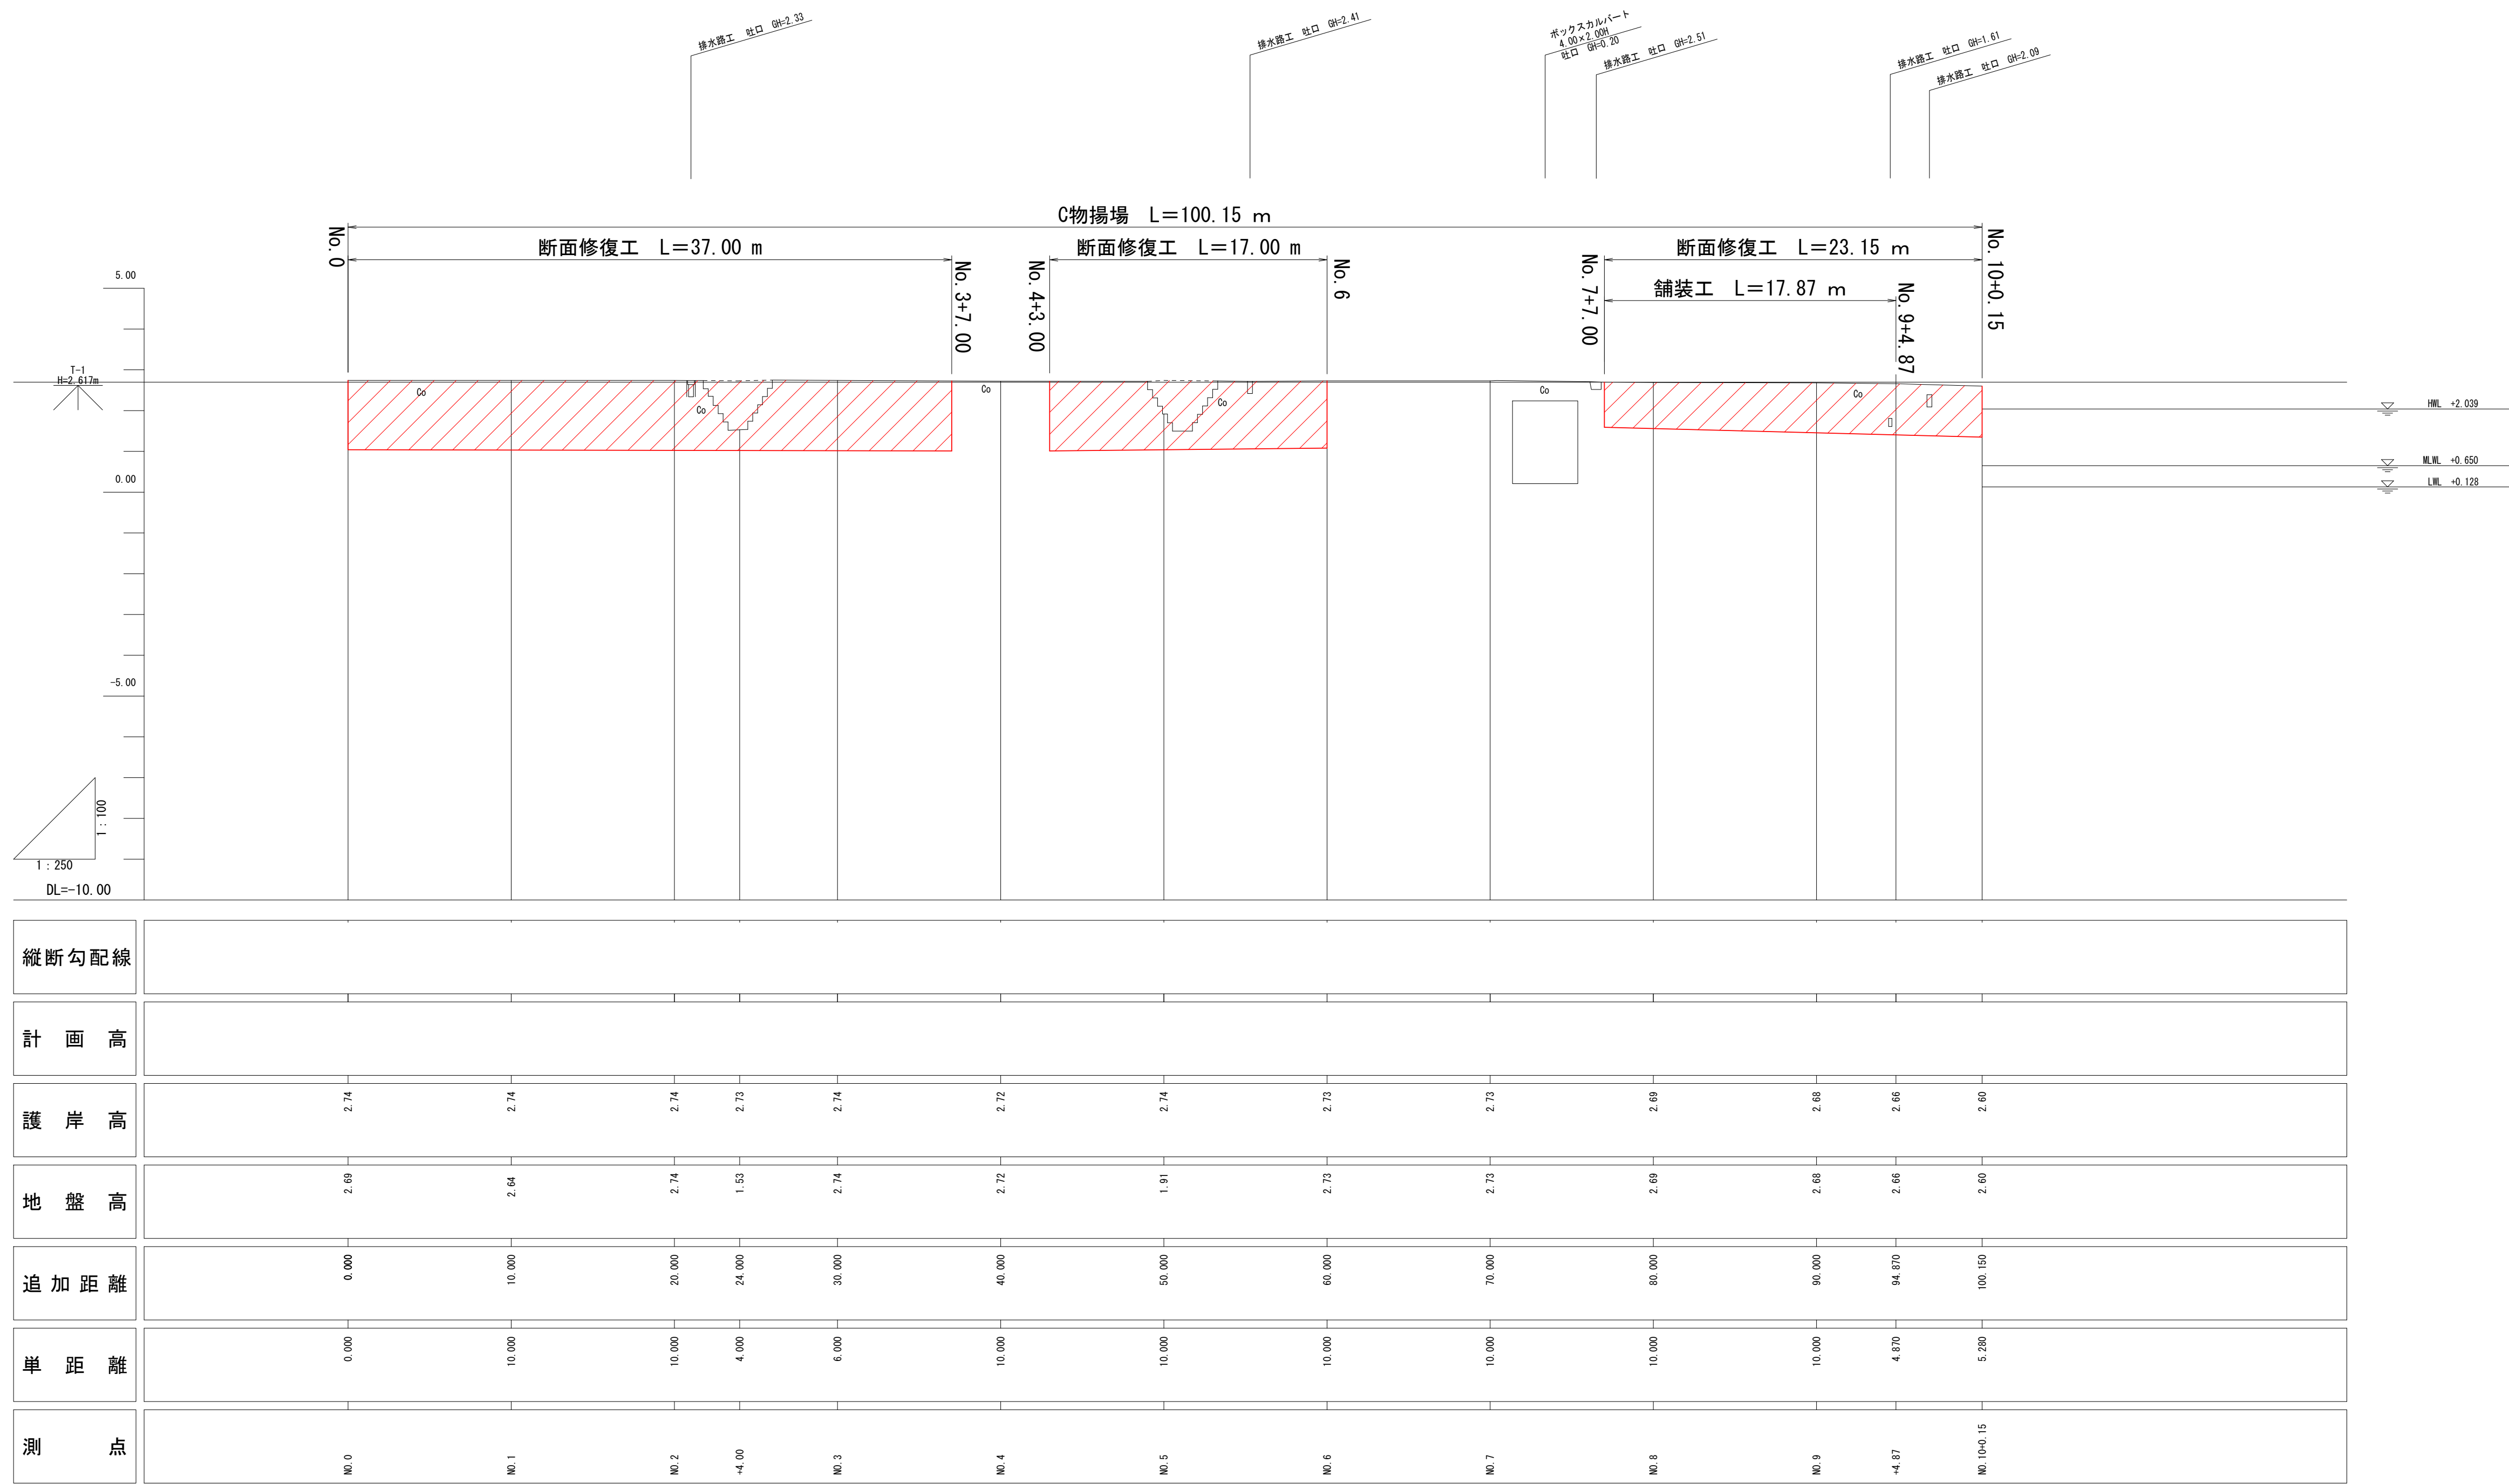 排水路工　吐口　GH=2.33
排水路工　吐口　GH=2.41
ボックスカルバート
4.00×2.00H
吐口　GH=0.20
排水路工　吐口　GH=2.51
排水路工　吐口　GH=1.61
排水路工　吐口　GH=2.09
C物揚場　L＝100.15 m
No.0
断面修復工　L＝37.00 m
No.3+7.00
No.4+3.00
断面修復工　L＝17.00 m
No.6
No.7+7.00
断面修復工　L＝23.15 m
舗装工　L＝17.87 m
No.9+4.87
No.10+0.15
5.00
T-1
H=2.617m
Co
Co
Co
Co
Co
Co
HWL +2.039
MLWL +0.650
LWL +0.128
0.00
-5.00
1：100
1：250
DL=-10.00
縦断勾配線
計画高
護岸高 2.74 2.74 2.74 2.73 2.74 2.72 2.74 2.73 2.73 2.69 2.68 2.66 2.60
地盤高 2.69 2.64 2.74 1.53 2.74 2.72 1.91 2.73 2.73 2.69 2.68 2.66 2.60
追加距離 0.000 10.000 20.000 24.000 30.000 40.000 50.000 60.000 70.000 80.000 90.000 94.870 100.150
単距離 0.000 10.000 10.000 4.000 6.000 10.000 10.000 10.000 10.000 10.000 10.000 4.870 5.280
測点 NO.0 NO.1 NO.2 +4.00 NO.3 NO.4 NO.5 NO.6 NO.7 NO.8 NO.9 +4.87 NO.10+0.15